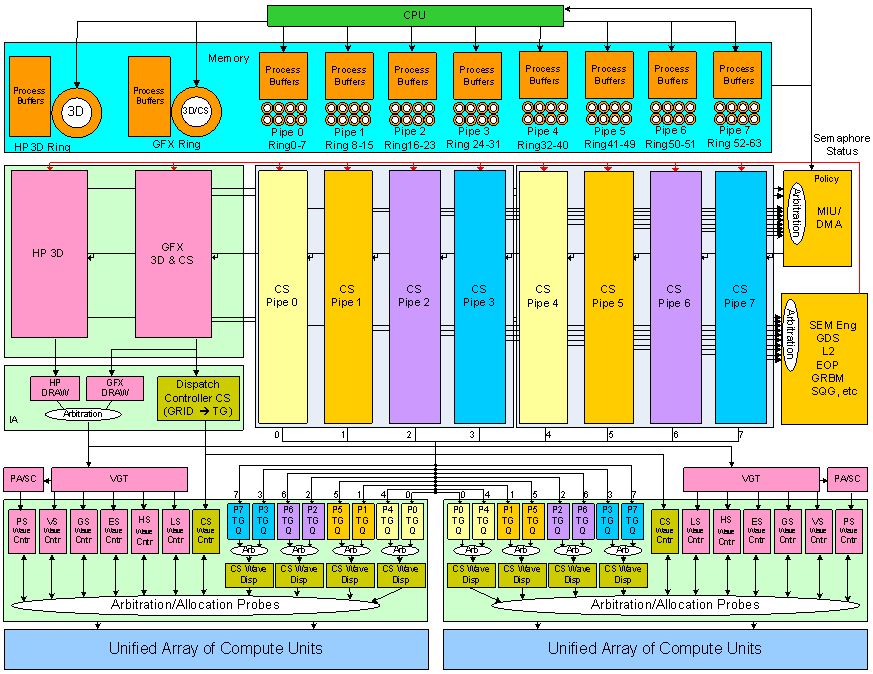 CPU
Memory
Process
Buffers
3D
HP 3D Ring
Process
Buffers
3D/CS
GFX Ring
Process
Buffers
Pipe 0
Ring0-7
Process
Buffers
Pipe 1
Ring 8-15
Process
Buffers
Pipe 2
Ring16-23
Process
Buffers
Pipe 3
Ring 24-31
Process
Buffers
Pipe 4
Ring32-40
Process
Buffers
Pipe 5
Ring41-49
Process
Buffers
Pipe 6
Ring50-51
Process
Buffers
Pipe 7
Ring 52-63
Semaphore
Status
HP 3D
GFX
3D & CS
CS
Pipe 0
CS
Pipe 1
CS
Pipe 2
CS
Pipe 3
CS
Pipe 4
CS
Pipe 5
CS
Pipe 6
CS
Pipe 7
Policy
Arbitration
MIU/
DMA
Arbitration
SEM Eng
GDS
L2
EOP
GRBM
SQG, etc
HP
DRAW
GFX
DRAW
Arbitration
Dispatch
Controller CS
(GRID → TG)
IA
0 1 2 3 4 5 6 7
PA/SC
VGT
VGT
PA/SC
7 3 6 2 5 1 4 0
0 4 1 5 2 6 3 7
PS
Wave
Cntr
VS
Wave
Cntr
GS
Wave
Cntr
ES
Wave
Cntr
HS
Wave
Cntr
LS
Wave
Cntr
CS
Wave
Cntr
P7
TG
Q
P3
TG
Q
P6
TG
Q
P2
TG
Q
P5
TG
Q
P1
TG
Q
P4
TG
Q
P0
TG
Q
Arb
Arb
Arb
Arb
CS Wave
Disp
CS Wave
Disp
CS Wave
Disp
CS Wave
Disp
Arbitration/Allocation Probes
Unified Array of Compute Units
P0
TG
Q
P4
TG
Q
P1
TG
Q
P5
TG
Q
P2
TG
Q
P6
TG
Q
P3
TG
Q
P7
TG
Q
Arb
Arb
Arb
Arb
CS Wave
Disp
CS Wave
Disp
CS Wave
Disp
CS Wave
Disp
CS
Wave
Cntr
LS
Wave
Cntr
HS
Wave
Cntr
ES
Wave
Cntr
GS
Wave
Cntr
VS
Wave
Cntr
PS
Wave
Cntr
Arbitration/Allocation Probes
Unified Array of Compute Units